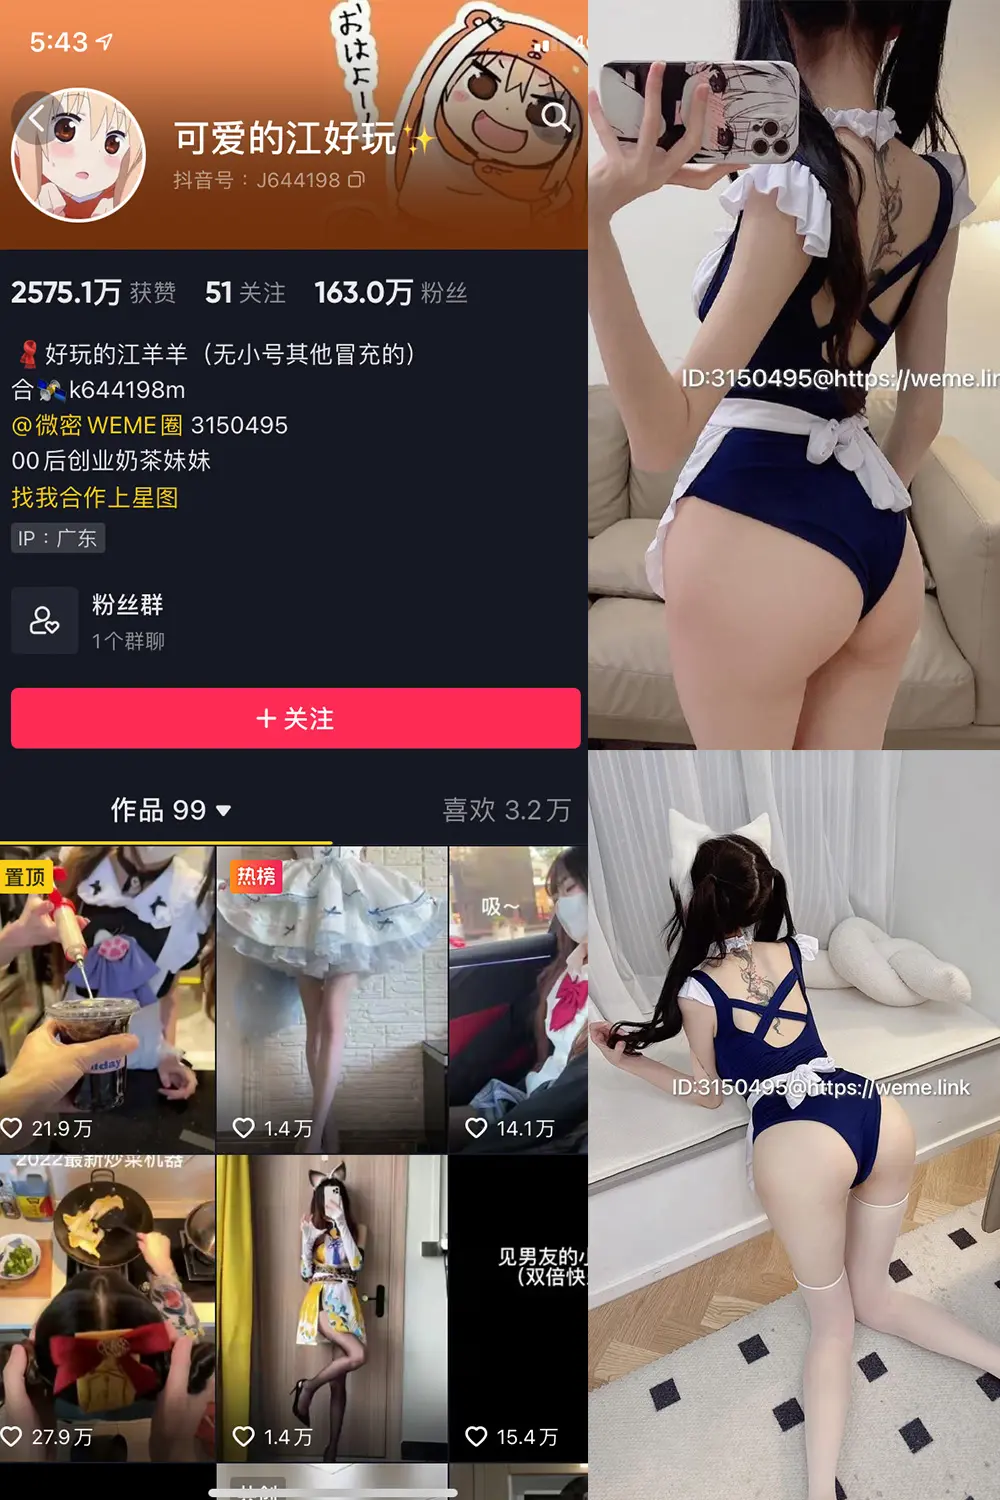 5:43
おはよー
可爱的江好玩✨
抖音号：J644198
2575.1万 获赞 51 关注 163.0万 粉丝
好玩的江羊羊（无小号其他冒充的）
合🛰️k644198m
@微密 WEME圈 3150495
00后创业奶茶妹妹
找我合作上星图
IP：广东
粉丝群
1个群聊
+ 关注
作品 99 喜欢 3.2万
置顶
热榜
吸～
21.9万
1.4万
14.1万
2022最新炒菜机器
见男友的
（双倍快
27.9万
1.4万
15.4万
ID:3150495@https://weme.lin
ID:3150495@https://weme.link